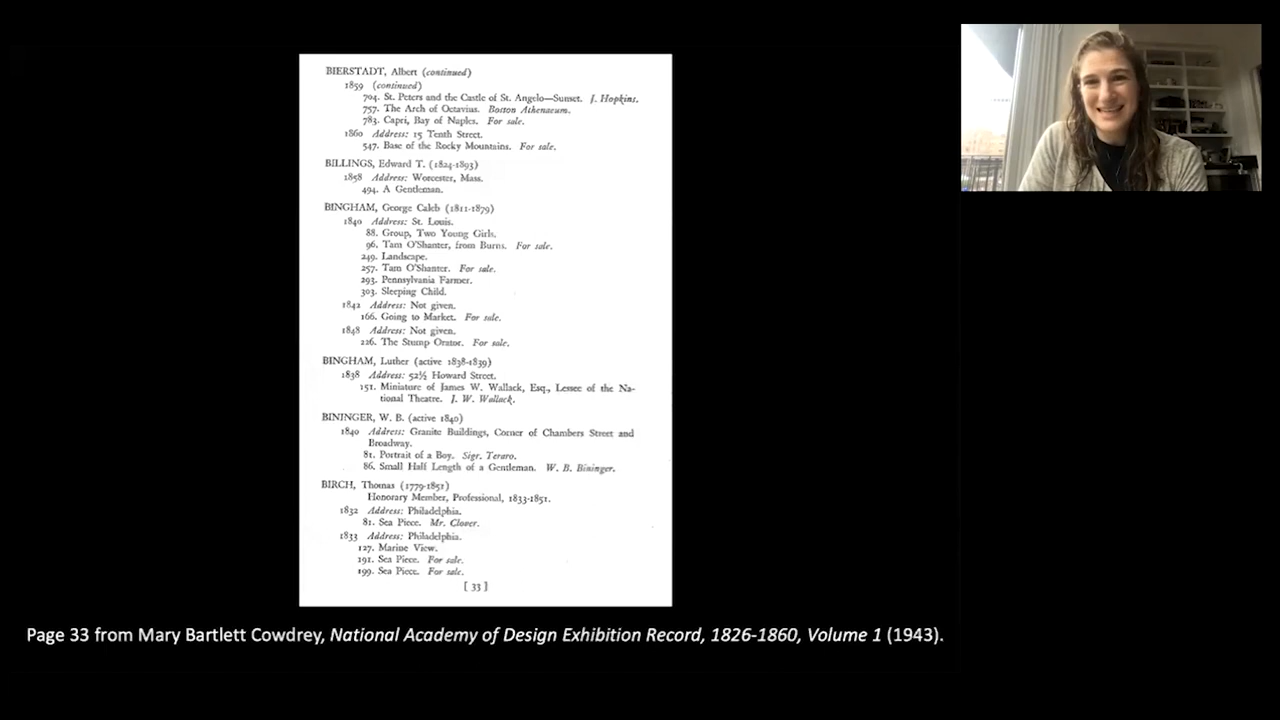 BIERSTADT, Albert (continued)
1859 (continued)
704. St. Peters and the Castle of St. Angelo—Sunset. J. Hopkins.
757. The Arch of Octavius. Boston Athenaeum.
783. Capri, Bay of Naples. For sale.
1860 Address: 15 Tenth Street.
547. Base of the Rocky Mountains. For sale.
BILLINGS, Edward T. (1824-1893)
1858 Address: Worcester, Mass.
494. A Gentleman.
BINGHAM, George Caleb (1811-1879)
1840 Address: St. Louis.
88. Group, Two Young Girls.
96. Tam O'Shanter, from Burns. For sale.
249. Landscape.
257. Tam O'Shanter. For sale.
293. Pennsylvania Farmer.
303. Sleeping Child.
1842 Address: Not given.
166. Going to Market. For sale.
1848 Address: Not given.
226. The Stump Orator. For sale.
BINGHAM, Luther (active 1838-1839)
1838 Address: 52½ Howard Street.
151. Miniature of James W. Wallack, Esq., Lessee of the Na-
tional Theatre. J. W. Wallack.
BININGER, W. B. (active 1840)
1840 Address: Granite Buildings, Corner of Chambers Street and
Broadway.
81. Portrait of a Boy. Sigr. Teraro.
86. Small Half Length of a Gentleman. W. B. Bininger.
BIRCH, Thomas (1779-1851)
Honorary Member, Professional, 1833-1851.
1832 Address: Philadelphia.
81. Sea Piece. Mr. Clover.
1833 Address: Philadelphia.
127. Marine View.
191. Sea Piece. For sale.
199. Sea Piece. For sale.
[ 33 ]
Page 33 from Mary Bartlett Cowdrey, National Academy of Design Exhibition Record, 1826-1860, Volume 1 (1943).